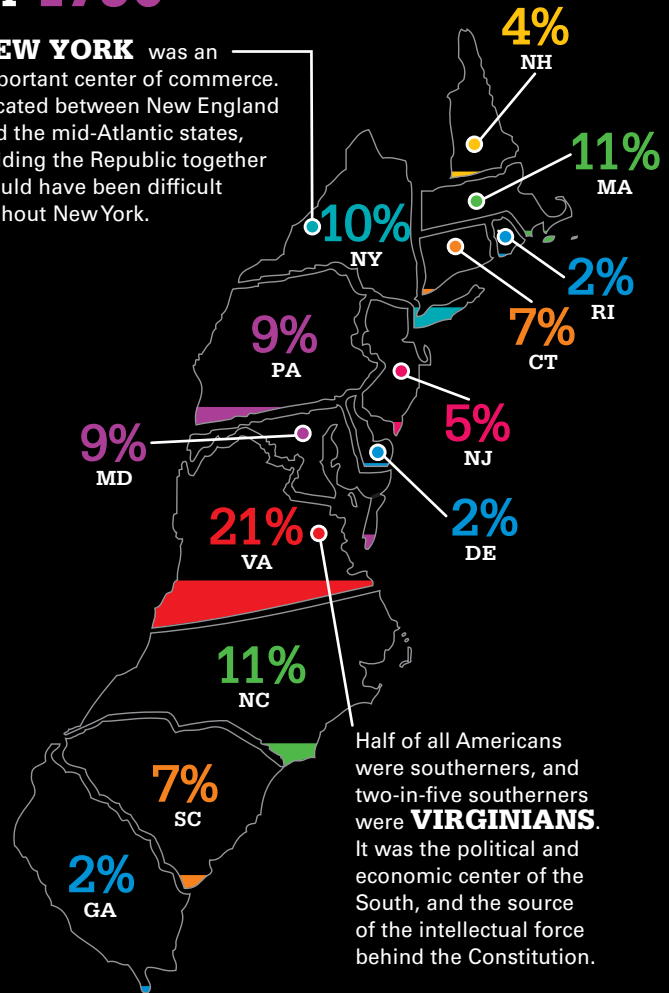 EW YORK was an
portant center of commerce.
cated between New England
d the mid-Atlantic states,
ding the Republic together
uld have been difficult
hout New York.
4%
NH
11%
MA
10%
NY
2%
RI
7%
CT
9%
PA
5%
NJ
9%
MD
2%
DE
21%
VA
11%
NC
7%
SC
2%
GA
Half of all Americans
were southerners, and
two-in-five southerners
were VIRGINIANS.
It was the political and
economic center of the
South, and the source
of the intellectual force
behind the Constitution.